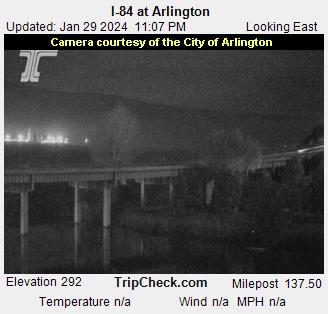 I-84 at Arlington
Updated: Jan 29 2024 11:07 PM Looking East
Camera courtesy of the City of Arlington
Elevation 292 TripCheck.com Milepost 137.50
Temperature n/a Wind n/a MPH n/a